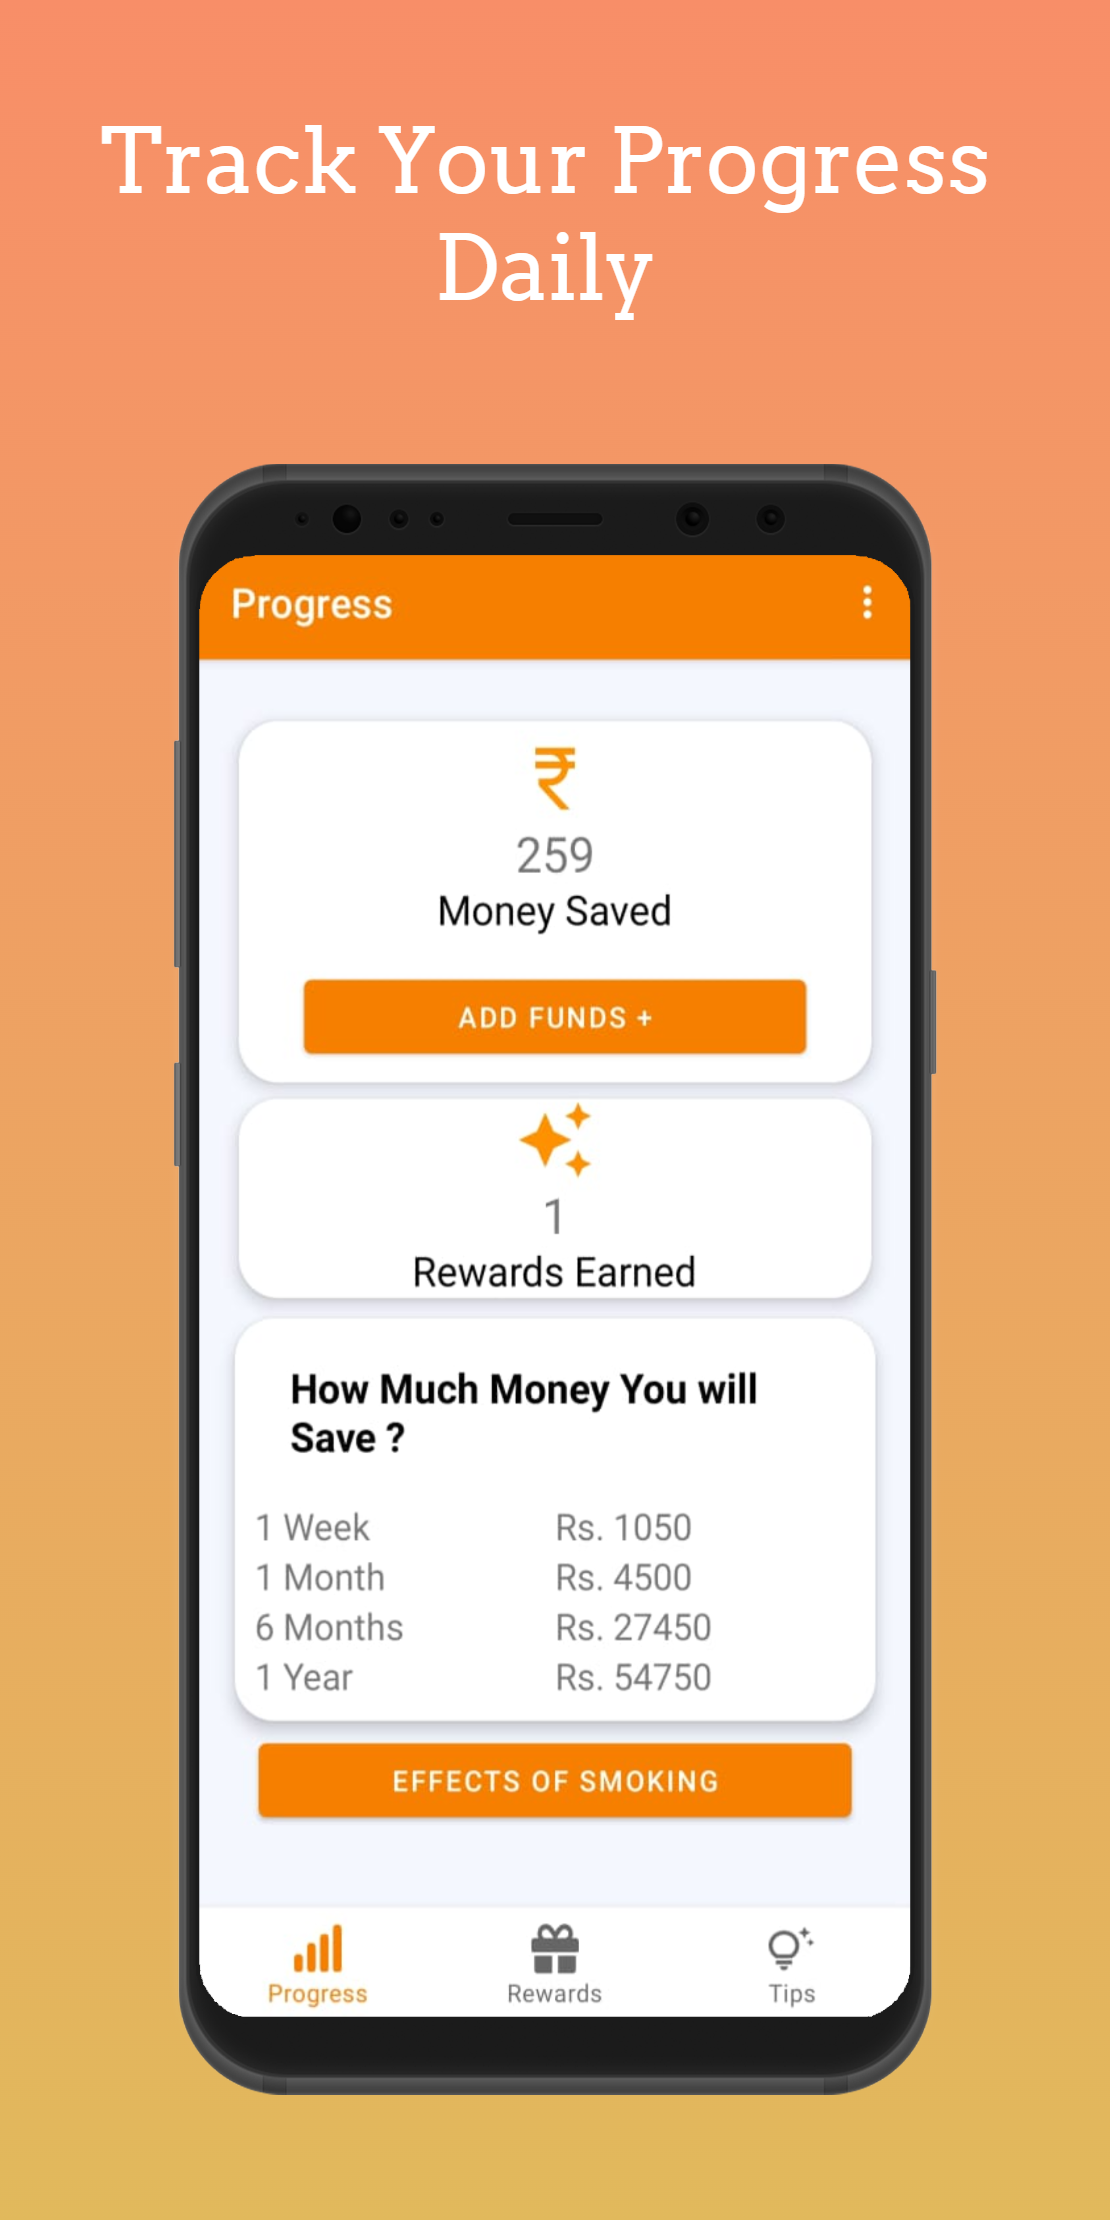 Track Your Progress
Daily
Progress
₹
259
Money Saved
ADD FUNDS +
1
Rewards Earned
How Much Money You will
Save ?
1 Week Rs. 1050
1 Month Rs. 4500
6 Months Rs. 27450
1 Year Rs. 54750
EFFECTS OF SMOKING
Progress Rewards Tips